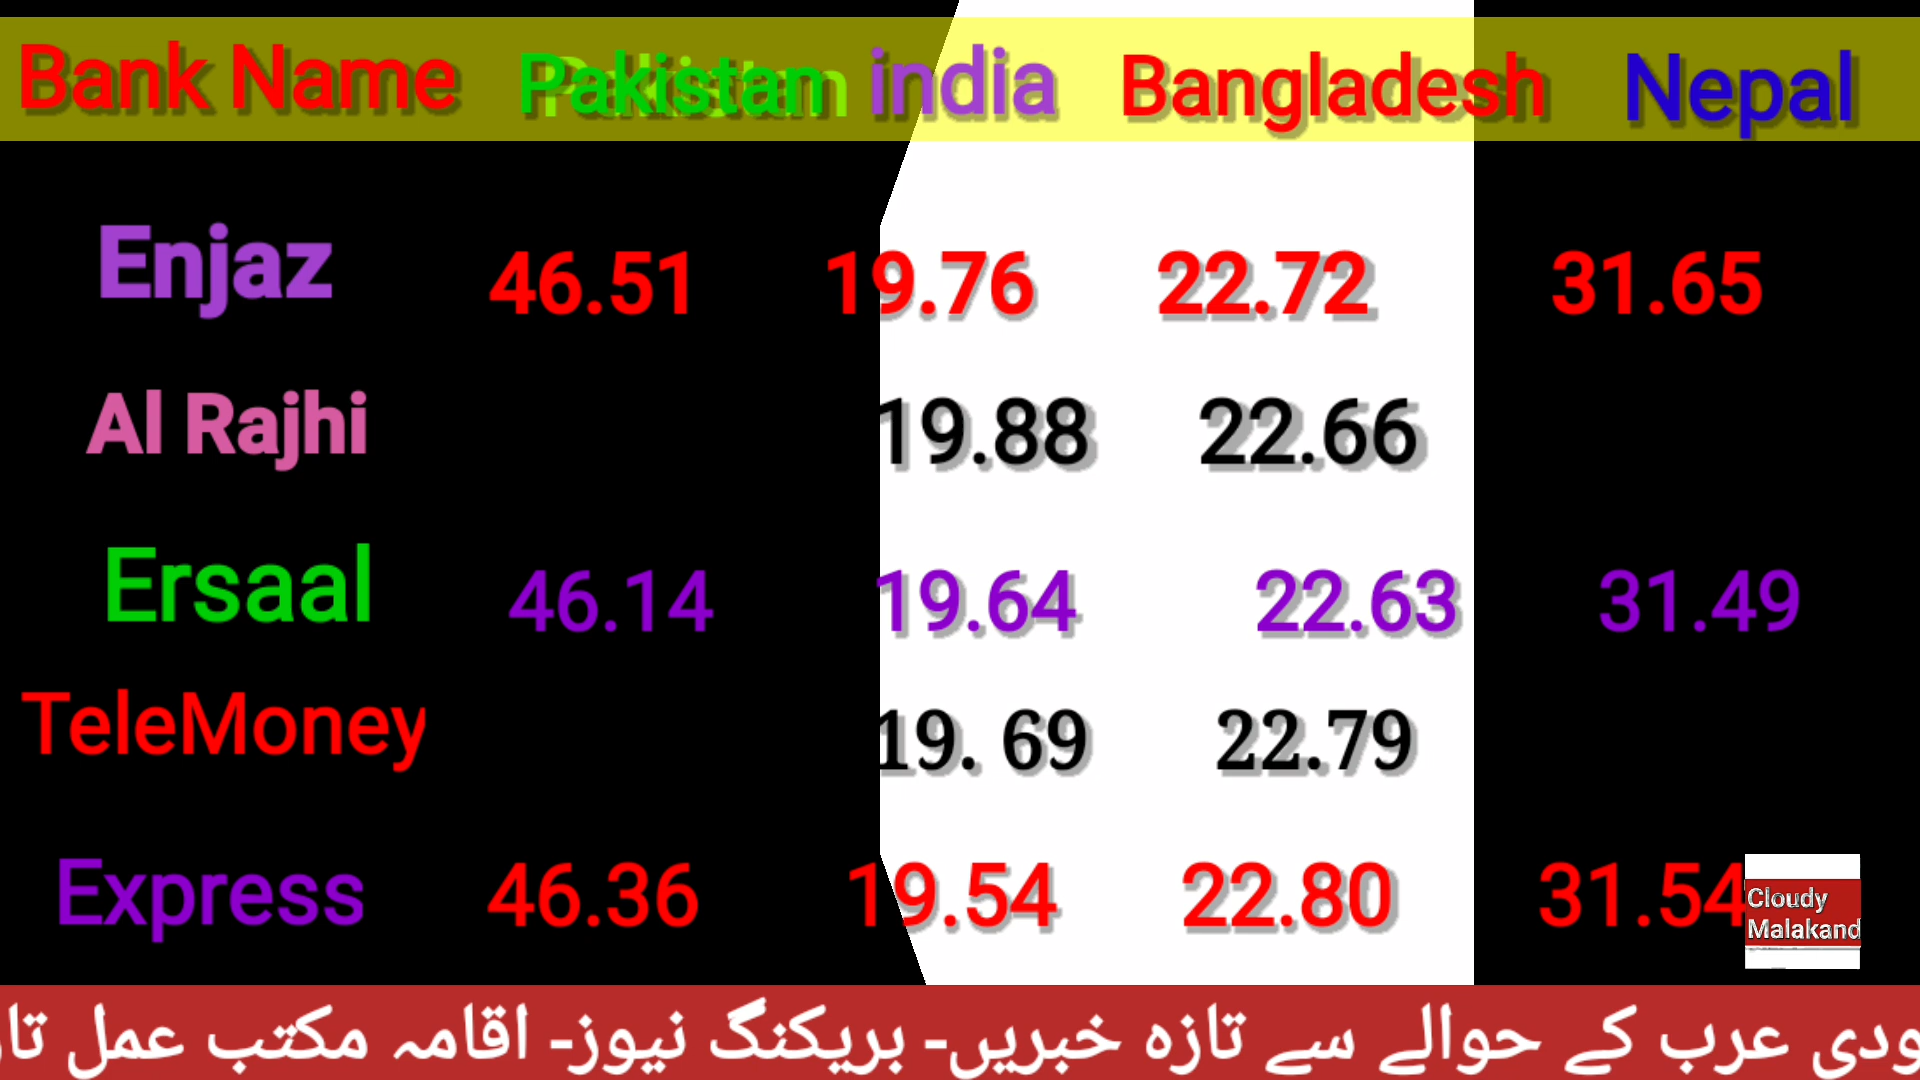 Bank Name Pakistan india Bangladesh Nepal
Enjaz 46.51 19.76 22.72 31.65
Al Rajhi 19.88 22.66
Ersaal 46.14 19.64 22.63 31.49
TeleMoney 19. 69 22.79
Express 46.36 19.54 22.80 31.54
Cloudy
Malakand
ودی عرب کے حوالے سے تازہ خبریں- بریکنگ نیوز- اقامہ مکتب عمل تا